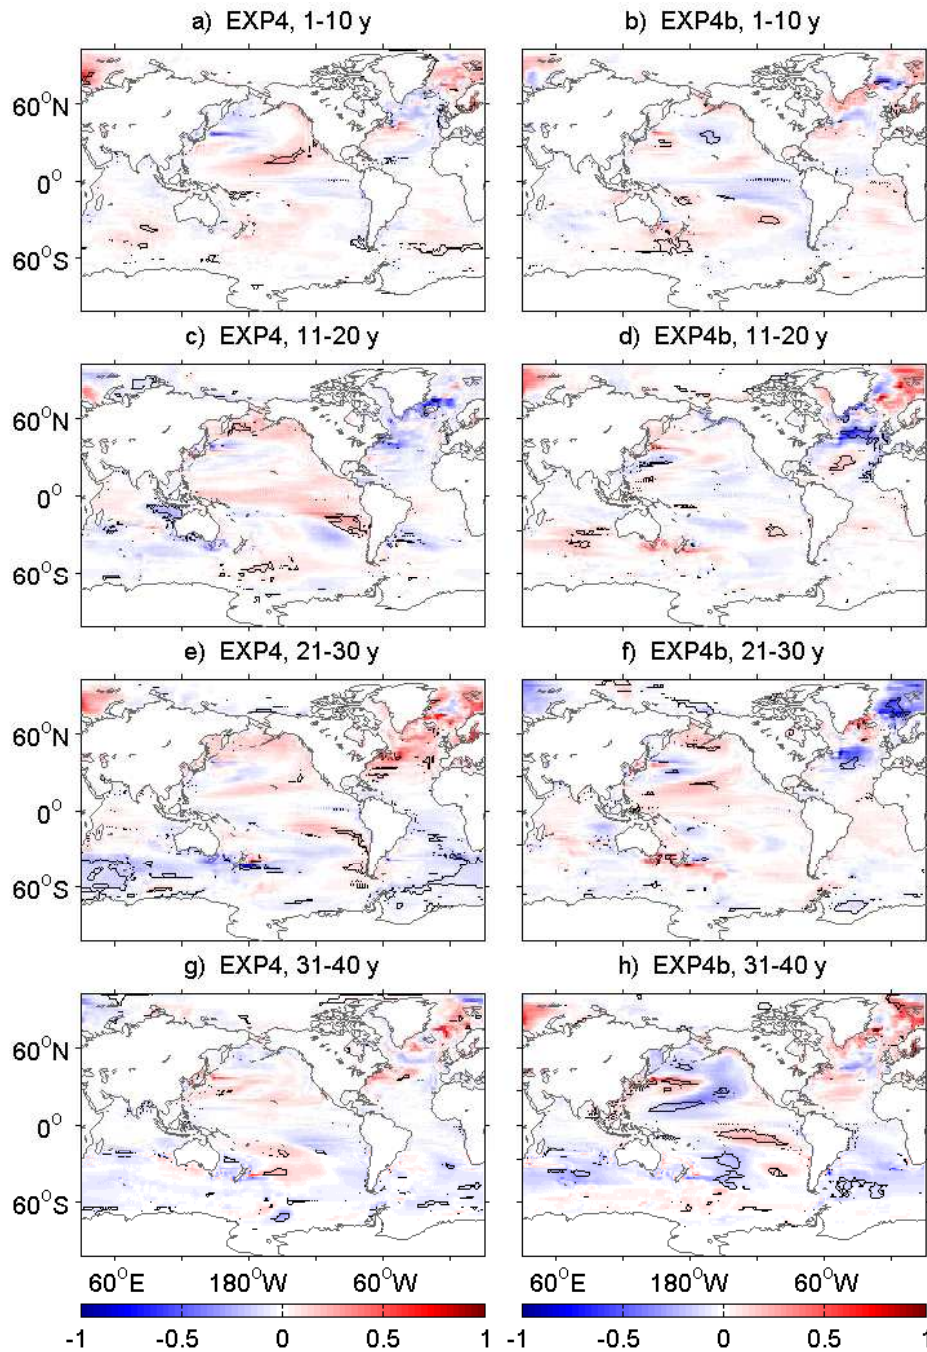 a) EXP4, 1-10 y
b) EXP4b, 1-10 y
60°N
0°
60°S
c) EXP4, 11-20 y
d) EXP4b, 11-20 y
60°N
0°
60°S
e) EXP4, 21-30 y
f) EXP4b, 21-30 y
60°N
0°
60°S
g) EXP4, 31-40 y
h) EXP4b, 31-40 y
60°N
0°
60°S
60°E 180°W 60°W
60°E 180°W 60°W
-1 -0.5 0 0.5 1
-1 -0.5 0 0.5 1